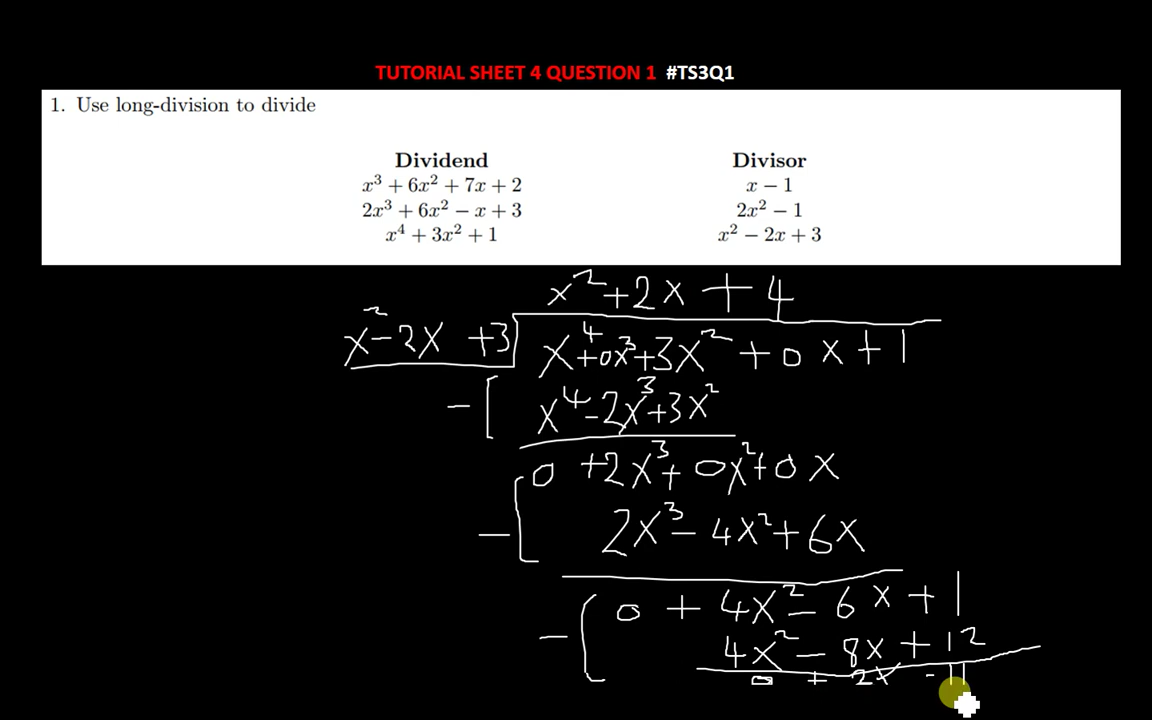 TUTORIAL SHEET 4 QUESTION 1 #TS3Q1
1. Use long-division to divide
Dividend Divisor
x³ + 6x² + 7x + 2 x − 1
2x³ + 6x² − x + 3 2x² − 1
x⁴ + 3x² + 1 x² − 2x + 3
x² + 2x + 4
x² − 2x + 3 x⁴ + 0x³ + 3x² + 0x + 1
− [ x⁴ − 2x³ + 3x²
0 + 2x³ + 0x² + 0x
− [ 2x³ − 4x² + 6x
0 + 4x² − 6x + 1
− [ 4x² − 8x + 12
0 + 2x − 11